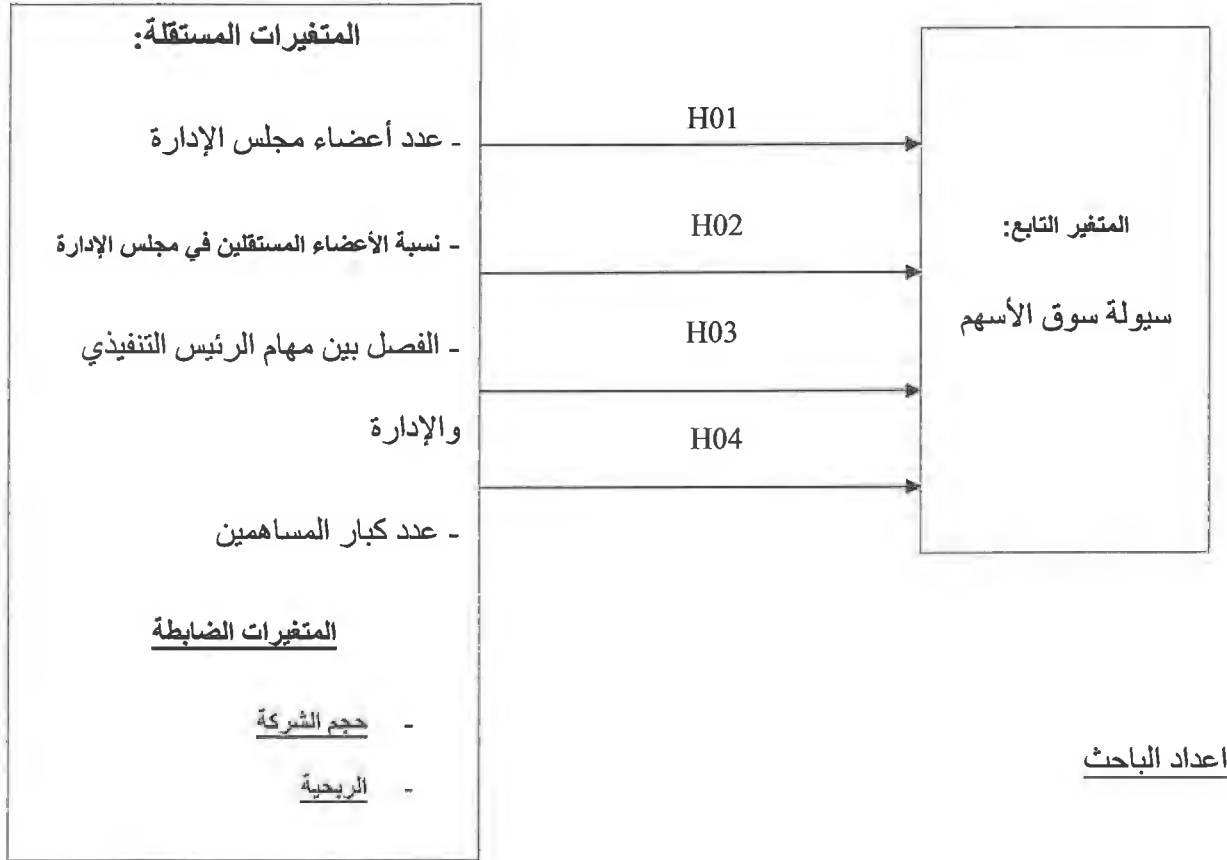 المتغيرات المستقلة:
- عدد أعضاء مجلس الإدارة
- نسبة الأعضاء المستقلين في مجلس الإدارة
- الفصل بين مهام الرئيس التنفيذي
والإدارة
- عدد كبار المساهمين
المتغيرات الضابطة
- حجم الشركة
- الربحية
H01
H02
H03
H04
المتغير التابع:
سيولة سوق الأسهم
اعداد الباحث